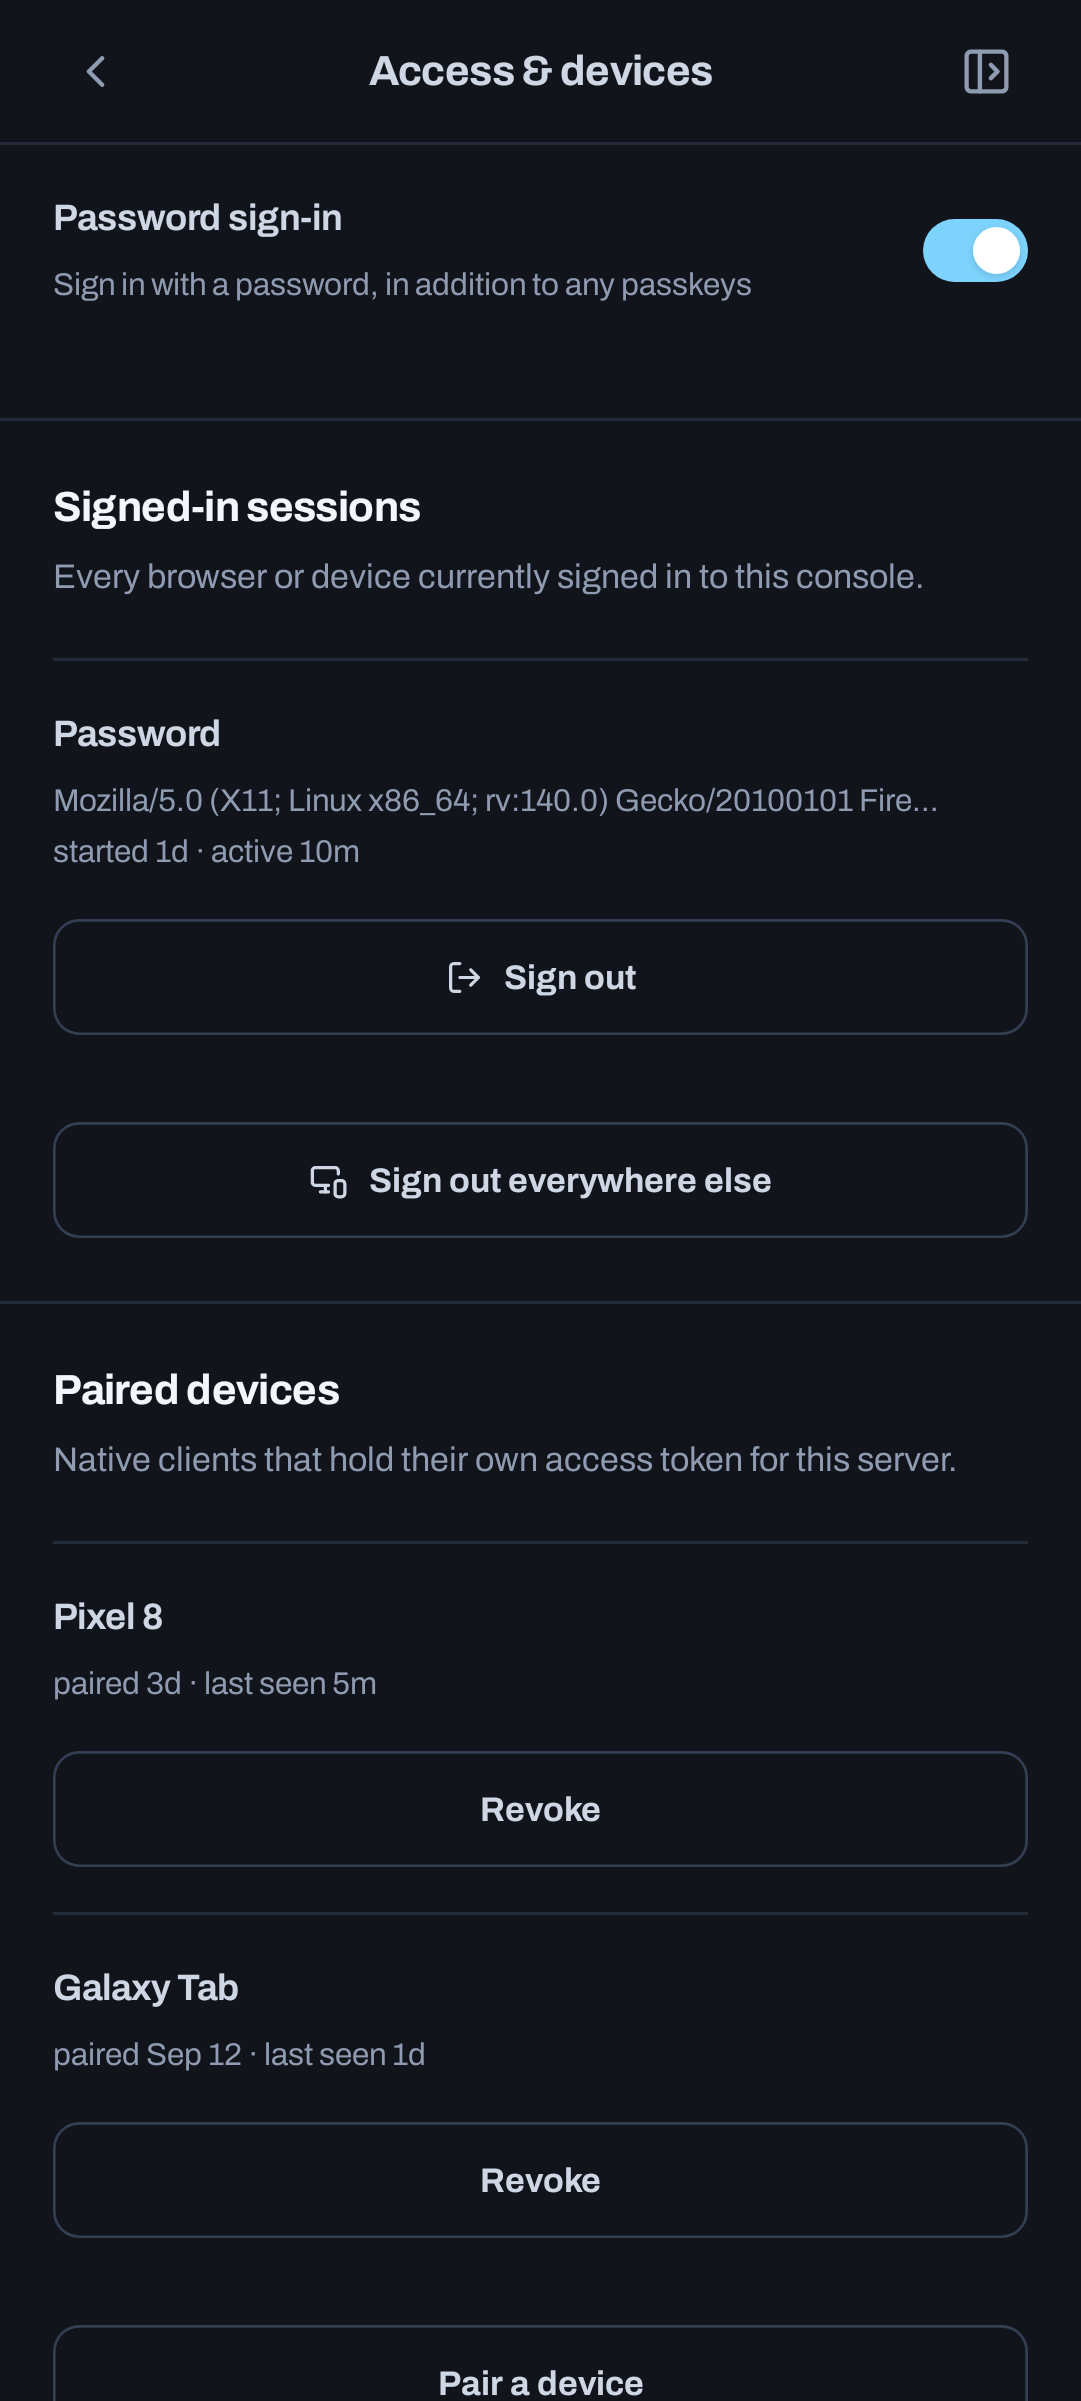 Access & devices
Password sign-in
Sign in with a password, in addition to any passkeys
Signed-in sessions
Every browser or device currently signed in to this console.
Password
Mozilla/5.0 (X11; Linux x86_64; rv:140.0) Gecko/20100101 Fire…
started 1d · active 10m
Sign out
Sign out everywhere else
Paired devices
Native clients that hold their own access token for this server.
Pixel 8
paired 3d · last seen 5m
Revoke
Galaxy Tab
paired Sep 12 · last seen 1d
Revoke
Pair a device